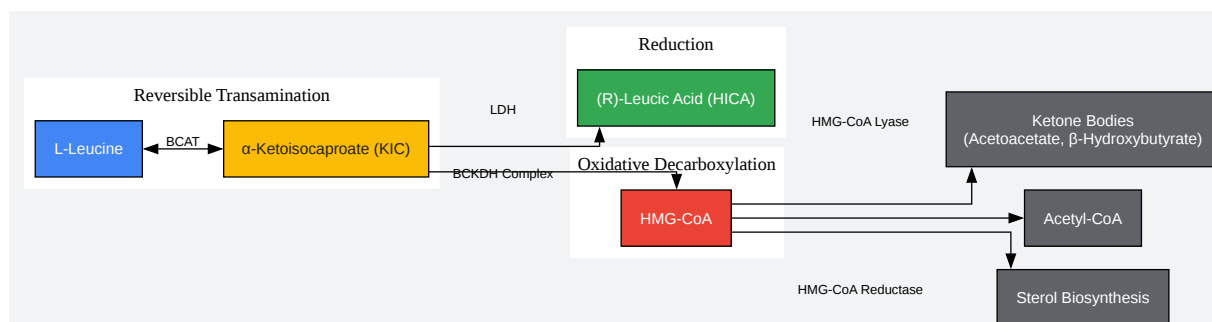 Reduction
(R)-Leucic Acid (HICA)
Reversible Transamination
LDH
HMG-CoA Lyase
Ketone Bodies
(Acetoacetate, β-Hydroxybutyrate)
L-Leucine
BCAT
α-Ketoisocaproate (KIC)
BCKDH Complex
Oxidative Decarboxylation
HMG-CoA
Acetyl-CoA
HMG-CoA Reductase
Sterol Biosynthesis